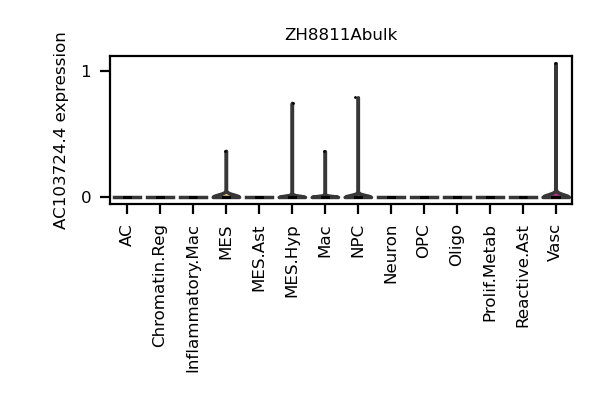 ZH8811Abulk
AC103724.4 expression
1
0
AC
Chromatin.Reg
Inflammatory.Mac
MES
MES.Ast
MES.Hyp
Mac
NPC
Neuron
OPC
Oligo
Prolif.Metab
Reactive.Ast
Vasc